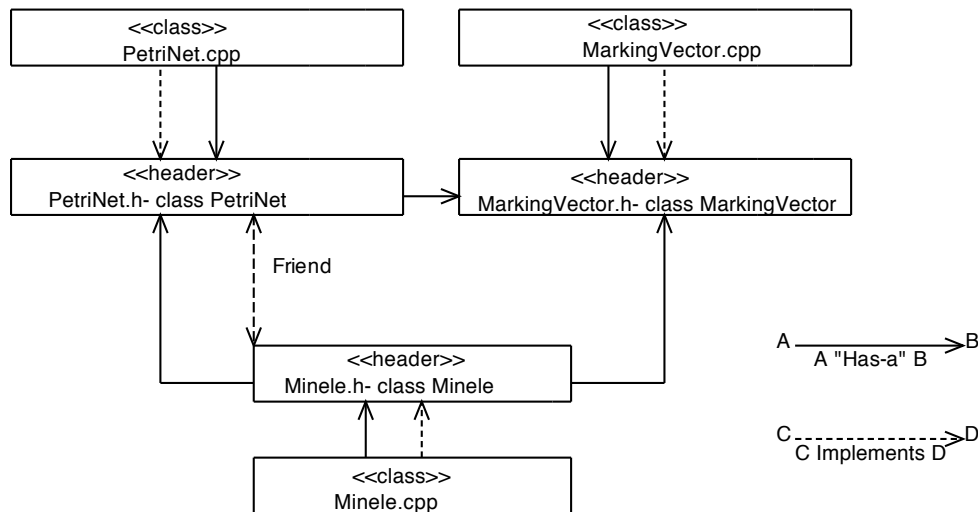 <<class>>
PetriNet.cpp
<<class>>
MarkingVector.cpp
<<header>>
PetriNet.h- class PetriNet
<<header>>
MarkingVector.h- class MarkingVector
Friend
<<header>>
Minele.h- class Minele
A B
A "Has-a" B
C D
C Implements D
<<class>>
Minele.cpp